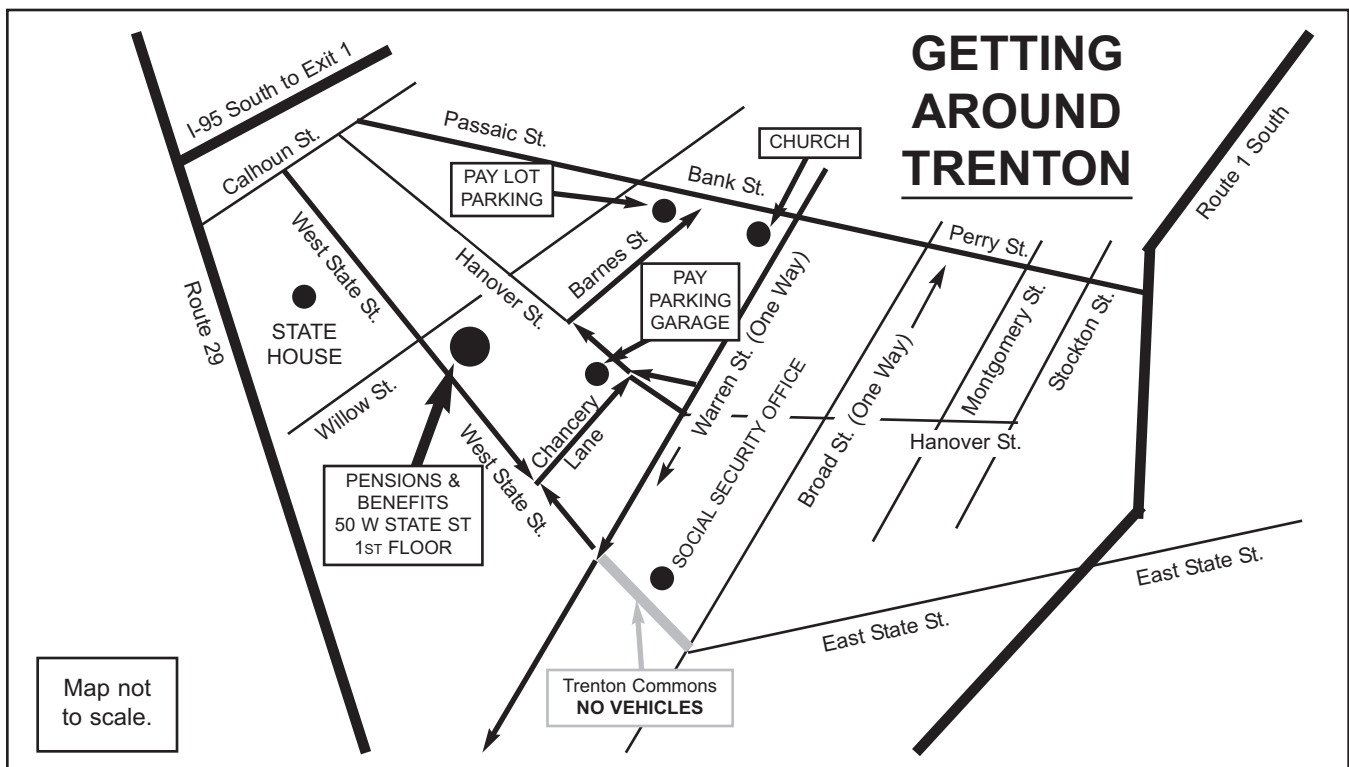 GETTING
AROUND
TRENTON
I-95 South to Exit 1
Calhoun St.
Passaic St.
CHURCH
Route 1 South
PAY LOT
PARKING
Bank St.
Perry St.
West State St.
Hanover St.
Barnes St
PAY
PARKING
GARAGE
Route 29
STATE
HOUSE
Willow St.
Warren St. (One Way)
SOCIAL SECURITY OFFICE
Broad St. (One Way)
Montgomery St.
Stockton St.
Hanover St.
Chancery
Lane
West State St.
PENSIONS &
BENEFITS
50 W STATE ST
1ST FLOOR
East State St.
East State St.
Trenton Commons
NO VEHICLES
Map not
to scale.